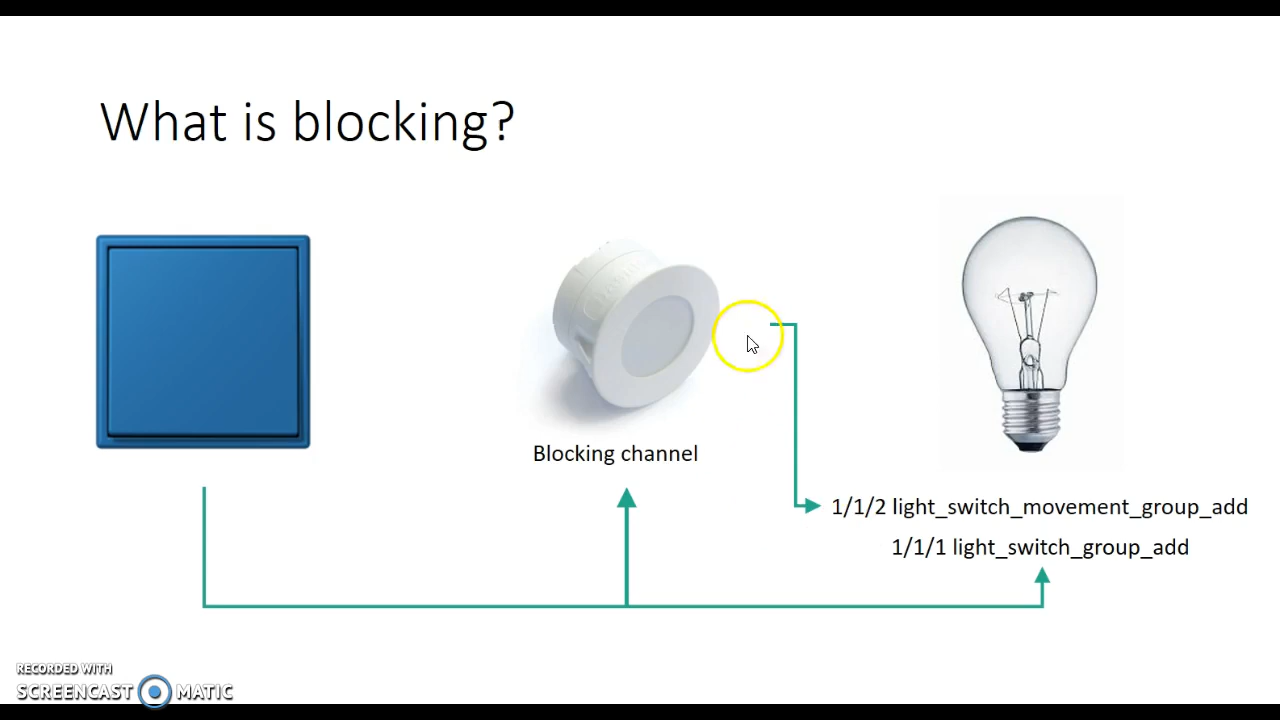 What is blocking?
Blocking channel
1/1/2 light_switch_movement_group_add
1/1/1 light_switch_group_add
RECORDED WITH
SCREENCAST MATIC